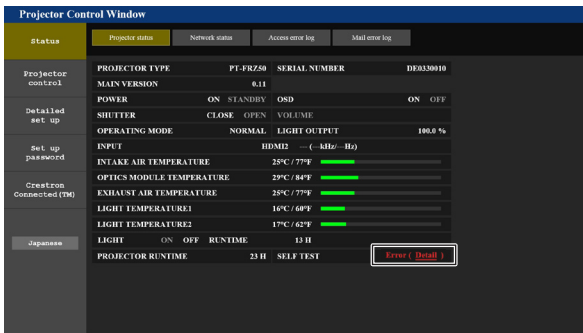 Projector Control Window
Status
Projector status Network status Access error log Mail error log
Projector control
Detailed set up
Set up password
Crestron Connected(TM)
Japanese
PROJECTOR TYPE PT-FRZ50 SERIAL NUMBER DE0330010
MAIN VERSION 0.11
POWER ON STANDBY OSD ON OFF
SHUTTER CLOSE OPEN VOLUME
OPERATING MODE NORMAL LIGHT OUTPUT 100.0 %
INPUT HDMI2 --- (---kHz/---Hz)
INTAKE AIR TEMPERATURE 25°C / 77°F
OPTICS MODULE TEMPERATURE 29°C / 84°F
EXHAUST AIR TEMPERATURE 25°C / 77°F
LIGHT TEMPERATURE1 16°C / 60°F
LIGHT TEMPERATURE2 17°C / 62°F
LIGHT ON OFF RUNTIME 13 H
PROJECTOR RUNTIME 23 H SELF TEST Error ( Detail )